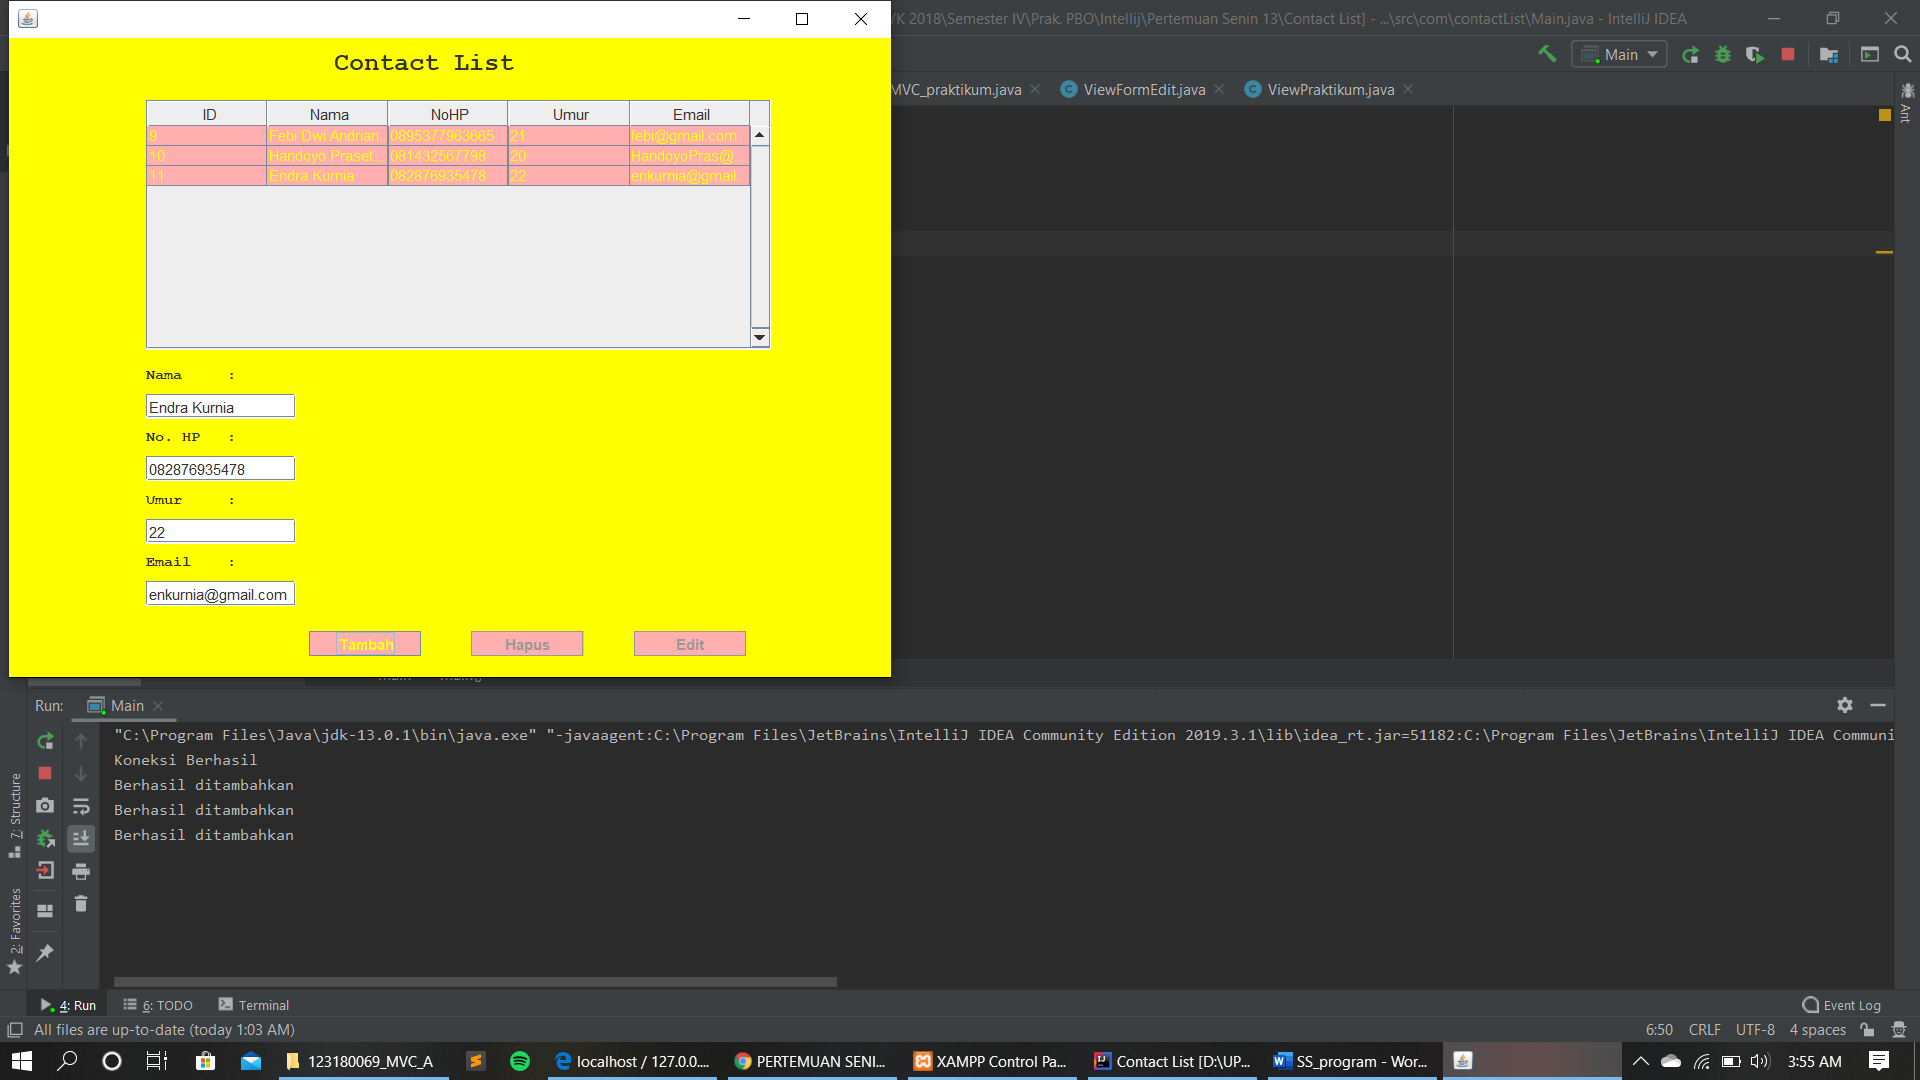 /K 2018\Semester IV\Prak. PBO\Intellij\Pertemuan Senin 13\Contact List] - ...\src\com\contactList\Main.java - IntelliJ IDEA
Main
MVC_praktikum.java
ViewFormEdit.java
ViewPraktikum.java
Ant
Contact List
ID Nama NoHP Umur Email
9 Febi Dwi Andrian... 0895377963665 21 febi@gmail.com
10 Handoyo Praset... 081432567798 20 HandoyoPras@...
11 Endra Kurnia 082876935478 22 enkurnia@gmail...
Nama :
Endra Kurnia
No. HP :
082876935478
Umur :
22
Email :
enkurnia@gmail.com
Tambah Hapus Edit
Run: Main
"C:\Program Files\Java\jdk-13.0.1\bin\java.exe" "-javaagent:C:\Program Files\JetBrains\IntelliJ IDEA Community Edition 2019.3.1\lib\idea_rt.jar=51182:C:\Program Files\JetBrains\IntelliJ IDEA Communi
Koneksi Berhasil
Berhasil ditambahkan
Berhasil ditambahkan
Berhasil ditambahkan
7: Structure
2: Favorites
4: Run 6: TODO Terminal Event Log
All files are up-to-date (today 1:03 AM) 6:50 CRLF UTF-8 4 spaces
123180069_MVC_A localhost / 127.0.0.... PERTEMUAN SENI... XAMPP Control Pa... Contact List [D:\UP... SS_program - Wor... 3:55 AM